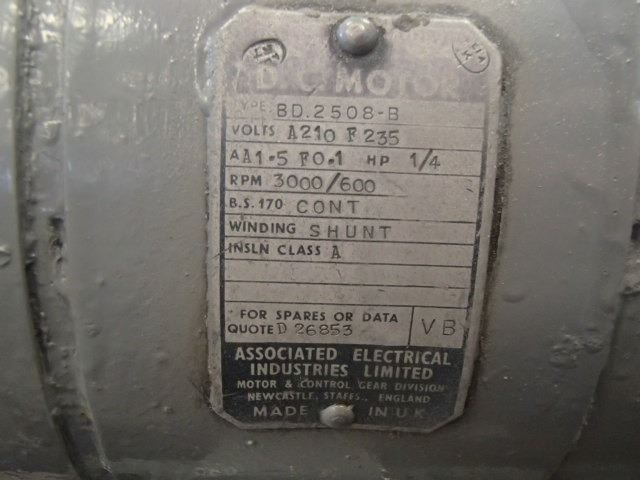 D C MOTOR
TYPE BD.2508-B
VOLTS A210 F 235
A A1.5 F0.1 HP 1/4
RPM 3000/600
B.S. 170 CONT
WINDING SHUNT
INSLN CLASS A
FOR SPARES OR DATA
QUOTE D 26853 VB
ASSOCIATED ELECTRICAL
INDUSTRIES LIMITED
MOTOR & CONTROL GEAR DIVISION
NEWCASTLE, STAFFS., ENGLAND
MADE IN U.K